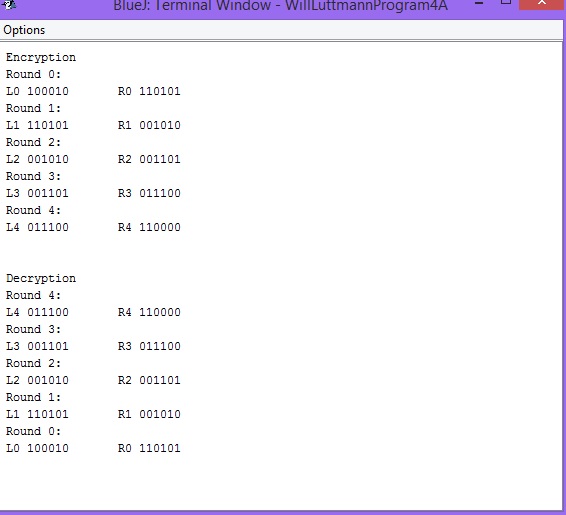 BlueJ: Terminal Window - WillLuttmannProgram4A
Options
Encryption
Round 0:
L0 100010 R0 110101
Round 1:
L1 110101 R1 001010
Round 2:
L2 001010 R2 001101
Round 3:
L3 001101 R3 011100
Round 4:
L4 011100 R4 110000
Decryption
Round 4:
L4 011100 R4 110000
Round 3:
L3 001101 R3 011100
Round 2:
L2 001010 R2 001101
Round 1:
L1 110101 R1 001010
Round 0:
L0 100010 R0 110101